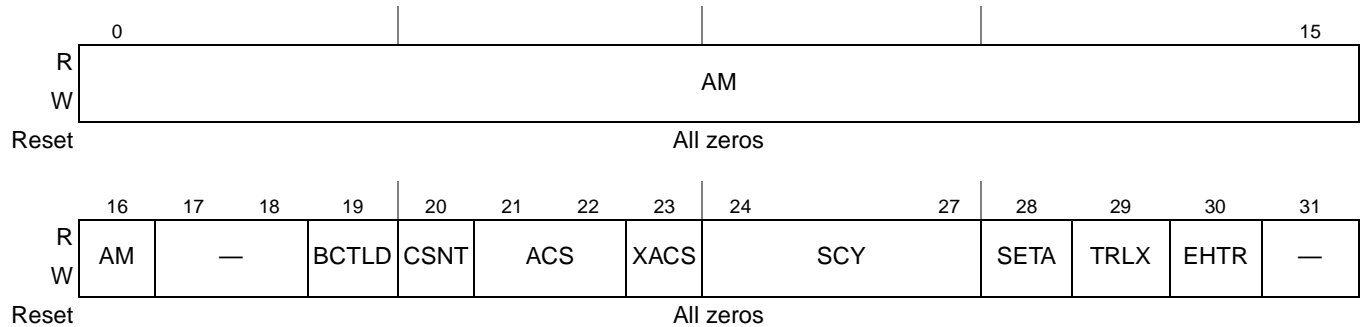 0 15
R
AM
W
Reset All zeros
16 17 18 19 20 21 22 23 24 27 28 29 30 31
R
AM — BCTLD CSNT ACS XACS SCY SETA TRLX EHTR —
W
Reset All zeros